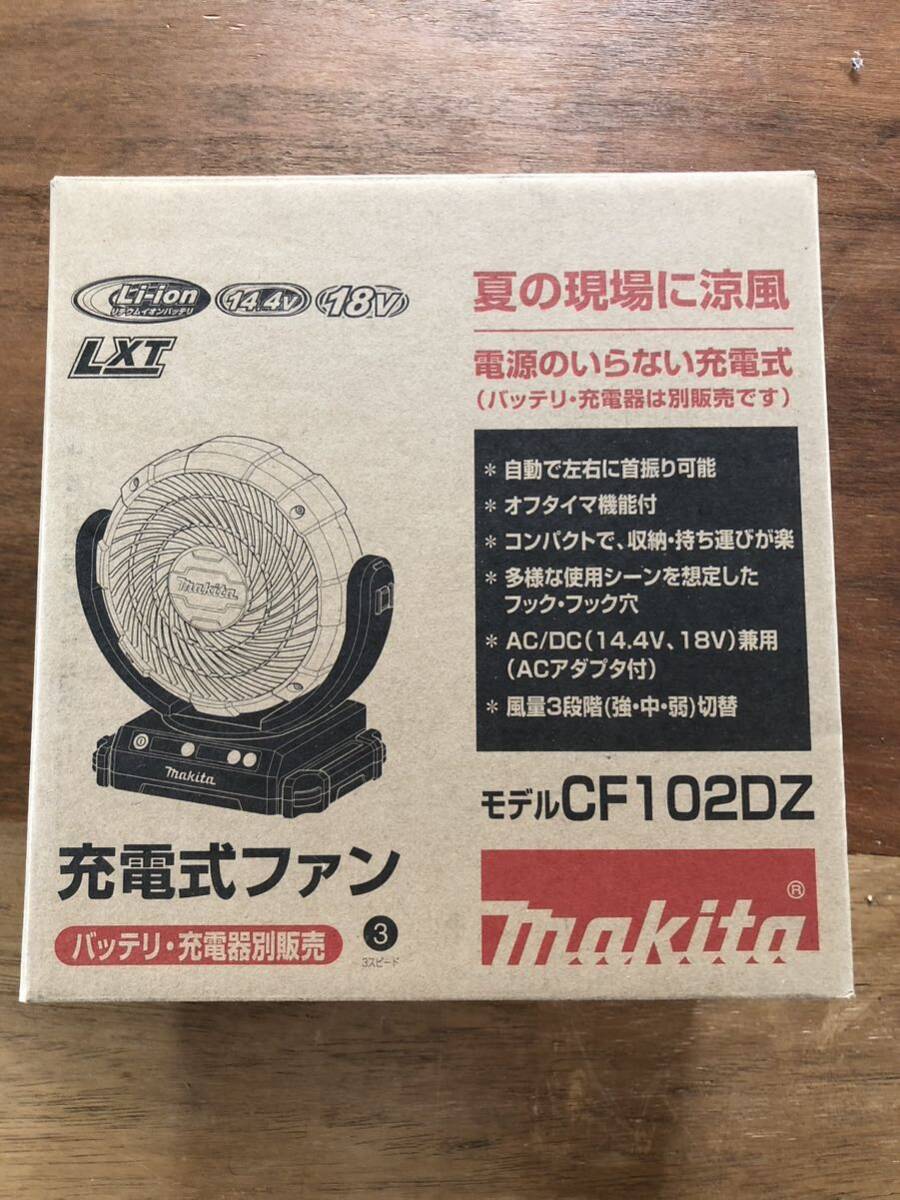 Li-ion
リチウムイオンバッテリ
14.4V
18V
LXT
夏の現場に涼風
電源のいらない充電式
(バッテリ・充電器は別販売です)
* 自動で左右に首振り可能
* オフタイマ機能付
* コンパクトで、収納・持ち運びが楽
* 多様な使用シーンを想定した
フック・フック穴
* AC/DC(14.4V、18V)兼用
(ACアダプタ付)
* 風量3段階(強・中・弱)切替
makita
makita
モデルCF102DZ
充電式ファン
バッテリ・充電器別販売
3
3スピード
makita®